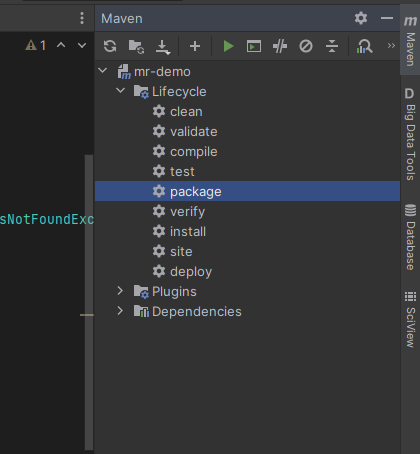 Maven
1
mr-demo
Lifecycle
clean
validate
compile
test
package
verify
install
site
deploy
Plugins
Dependencies
sNotFoundExc
m
Maven
D
Big Data Tools
Database
SciView